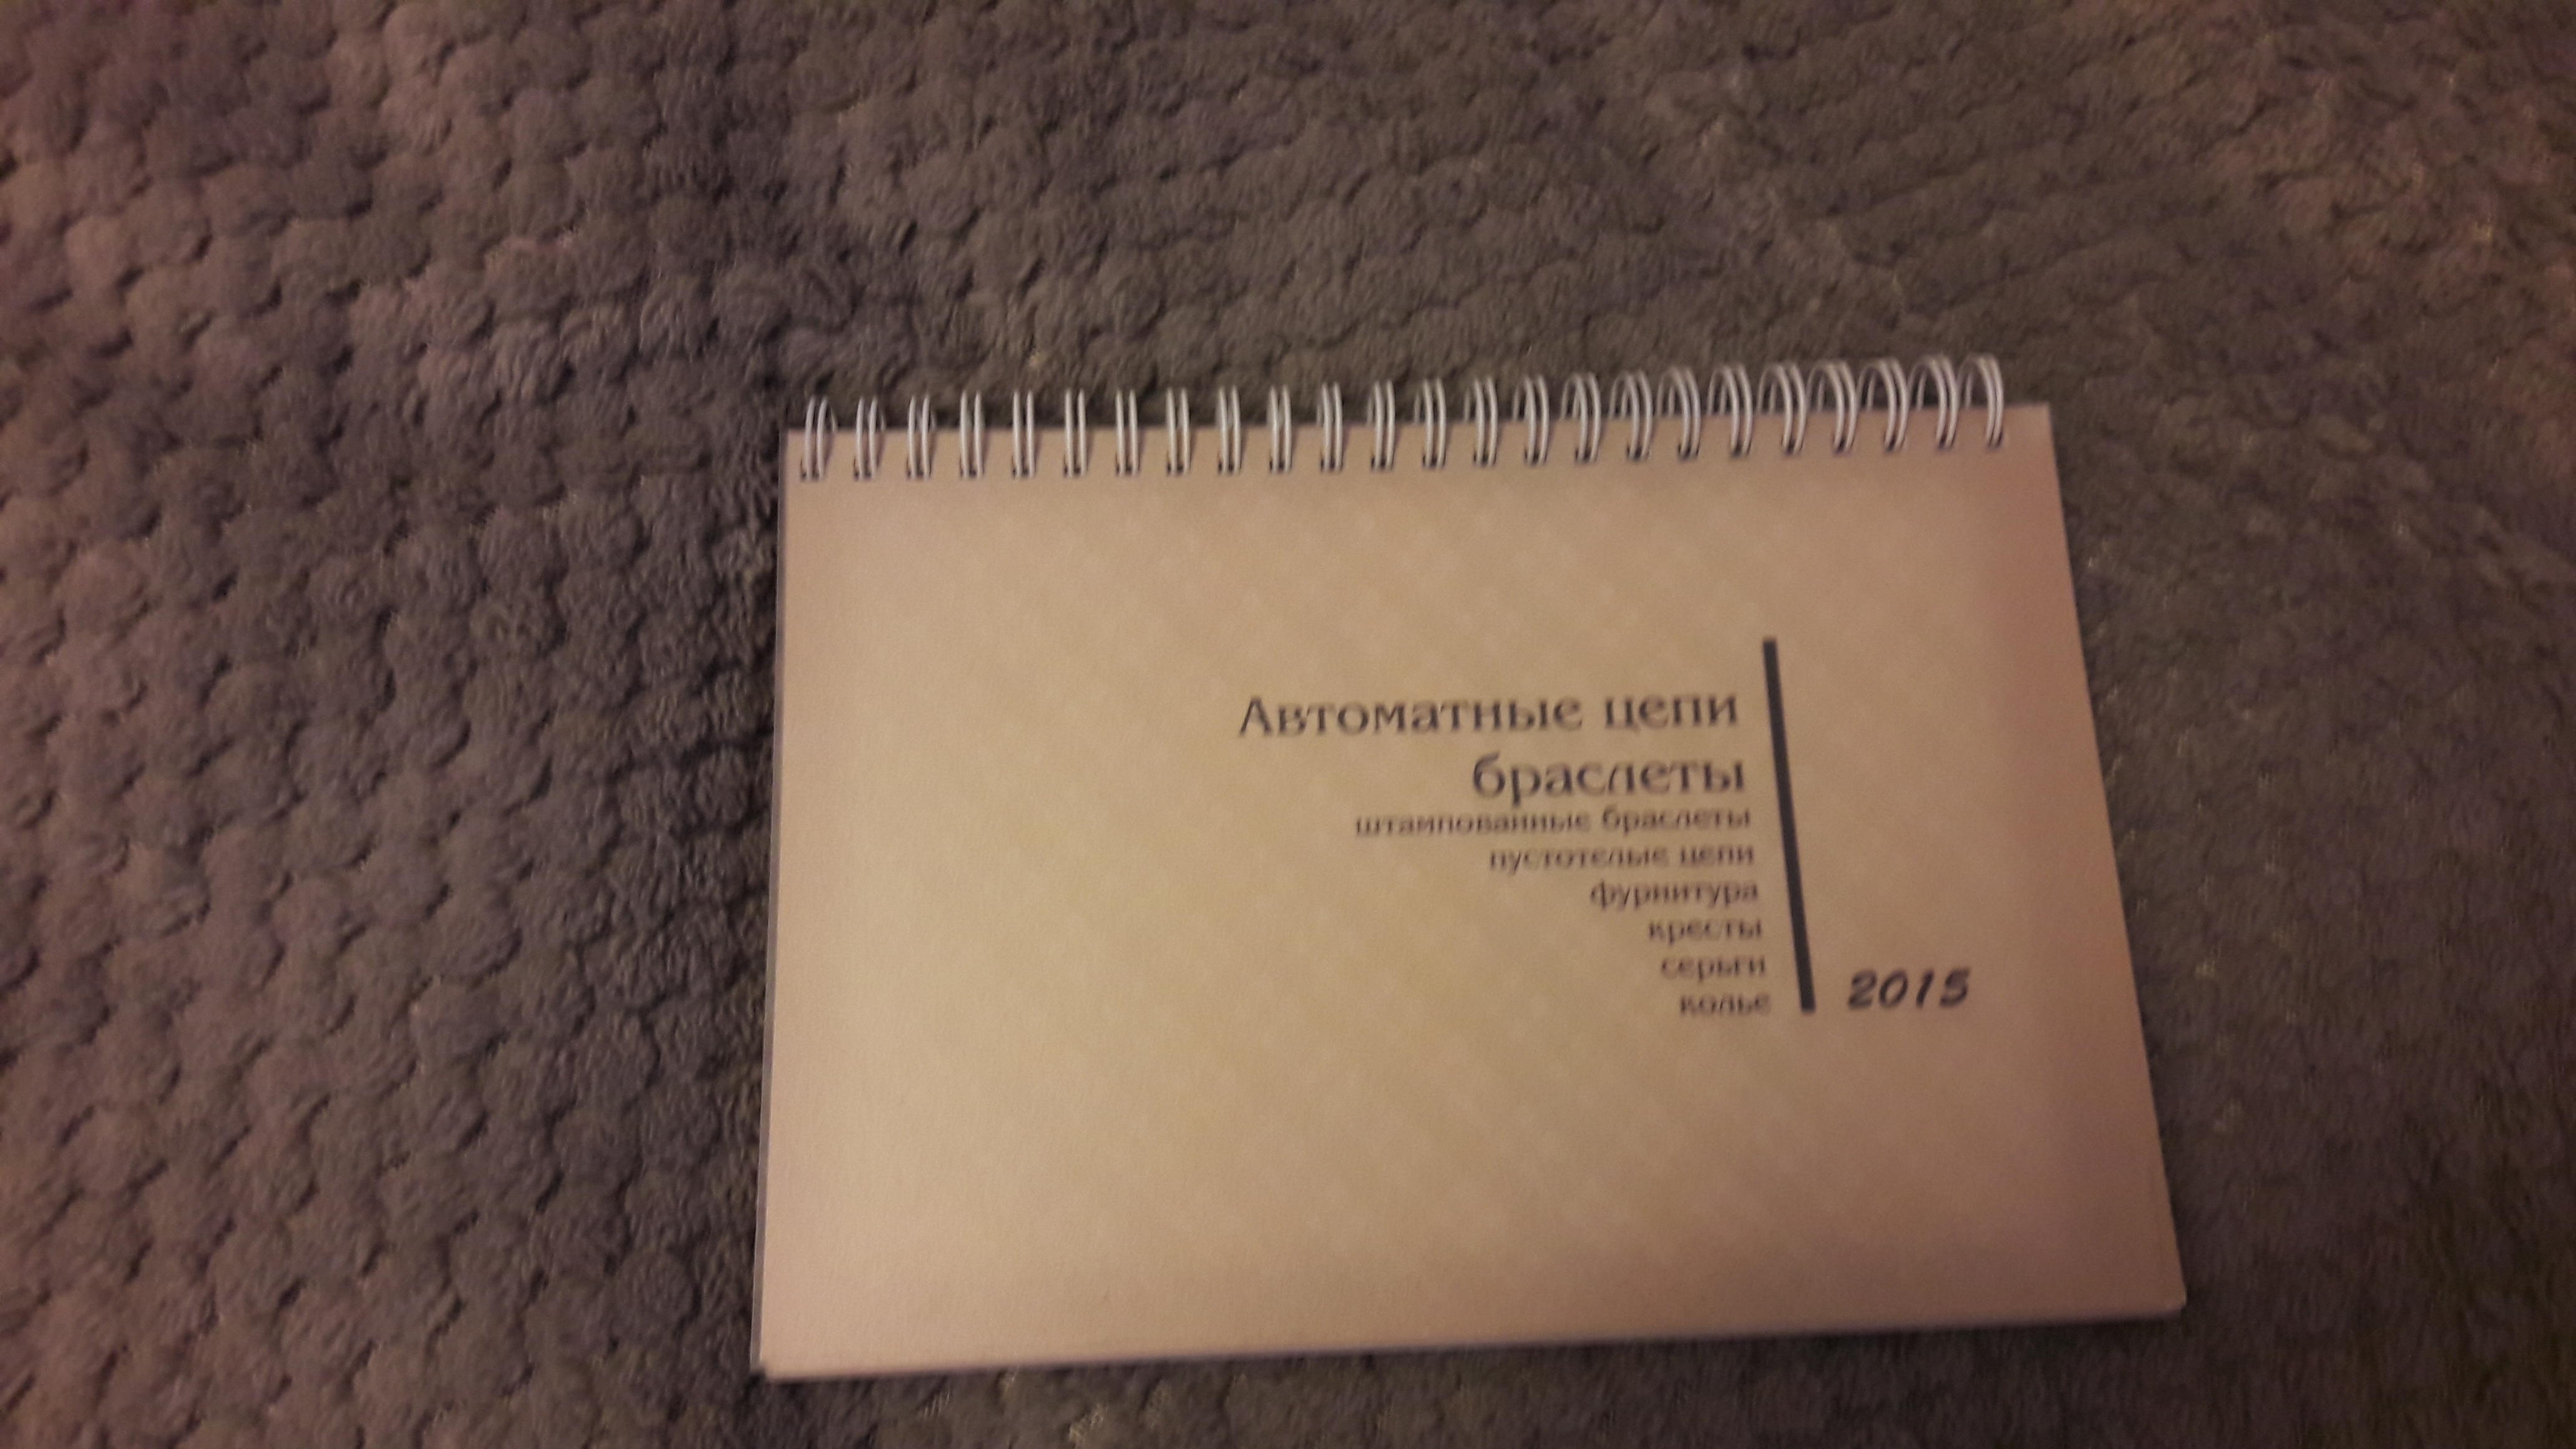 Автоматные цепи
браслеты
штампованные браслеты
пустотелые цепи
фурнитура
кресты
серьги
колье
2015